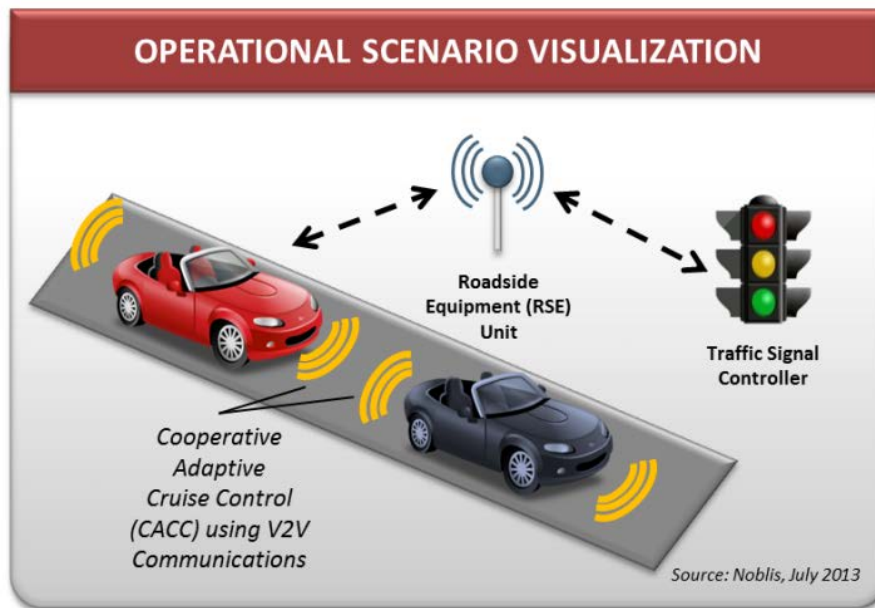 OPERATIONAL SCENARIO VISUALIZATION
Roadside
Equipment (RSE)
Unit
Traffic Signal
Controller
Cooperative
Adaptive
Cruise Control
(CACC) using V2V
Communications
Source: Noblis, July 2013